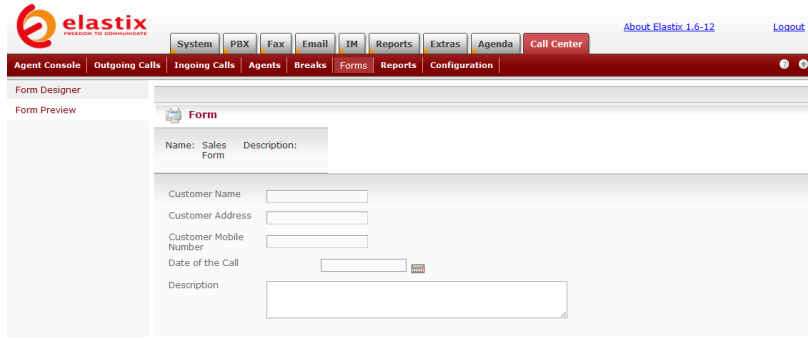 elastix
FREEDOM TO COMMUNICATE
About Elastix 1.6-12 Logout
System PBX Fax Email IM Reports Extras Agenda Call Center
Agent Console Outgoing Calls Ingoing Calls Agents Breaks Forms Reports Configuration
Form Designer
Form Preview
Form
Name: Sales Form Description:
Customer Name
Customer Address
Customer Mobile
Number
Date of the Call
Description